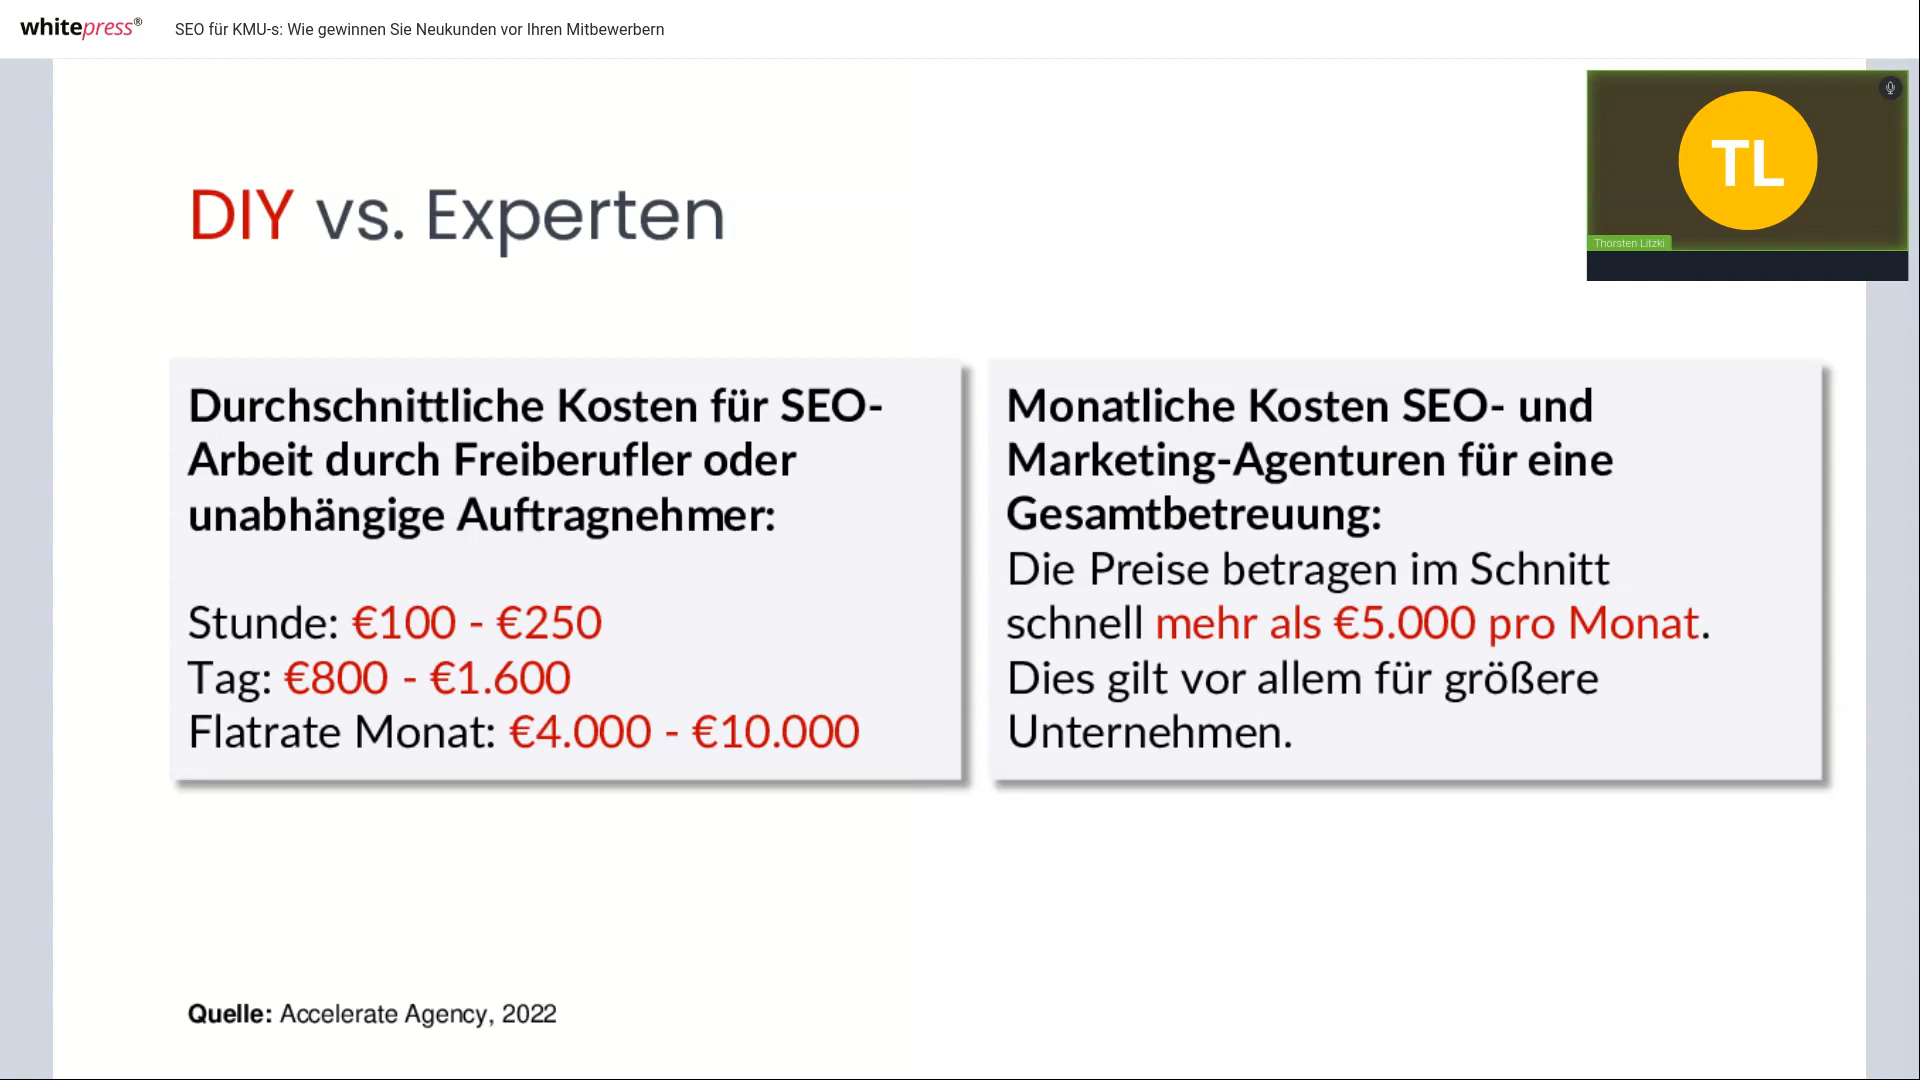 whitepress®
SEO für KMU-s: Wie gewinnen Sie Neukunden vor Ihren Mitbewerbern
TL
Thorsten Litzki
DIY vs. Experten
Durchschnittliche Kosten für SEO-
Arbeit durch Freiberufler oder
unabhängige Auftragnehmer:
Stunde: €100 - €250
Tag: €800 - €1.600
Flatrate Monat: €4.000 - €10.000
Monatliche Kosten SEO- und
Marketing-Agenturen für eine
Gesamtbetreuung:
Die Preise betragen im Schnitt
schnell mehr als €5.000 pro Monat.
Dies gilt vor allem für größere
Unternehmen.
Quelle: Accelerate Agency, 2022